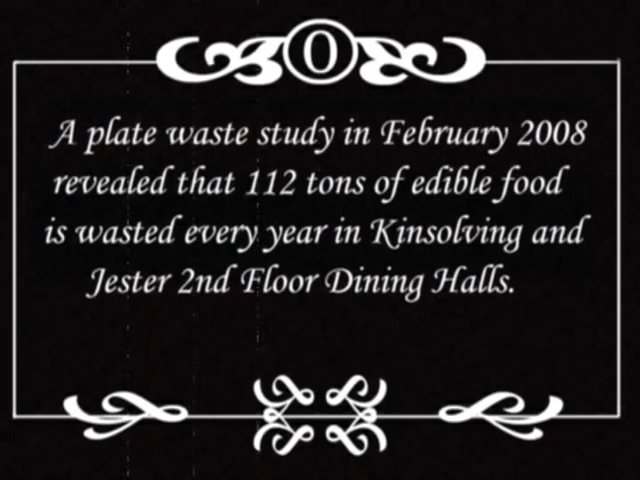 O
A plate waste study in February 2008
revealed that 112 tons of edible food
is wasted every year in Kinsolving and
Jester 2nd Floor Dining Halls.